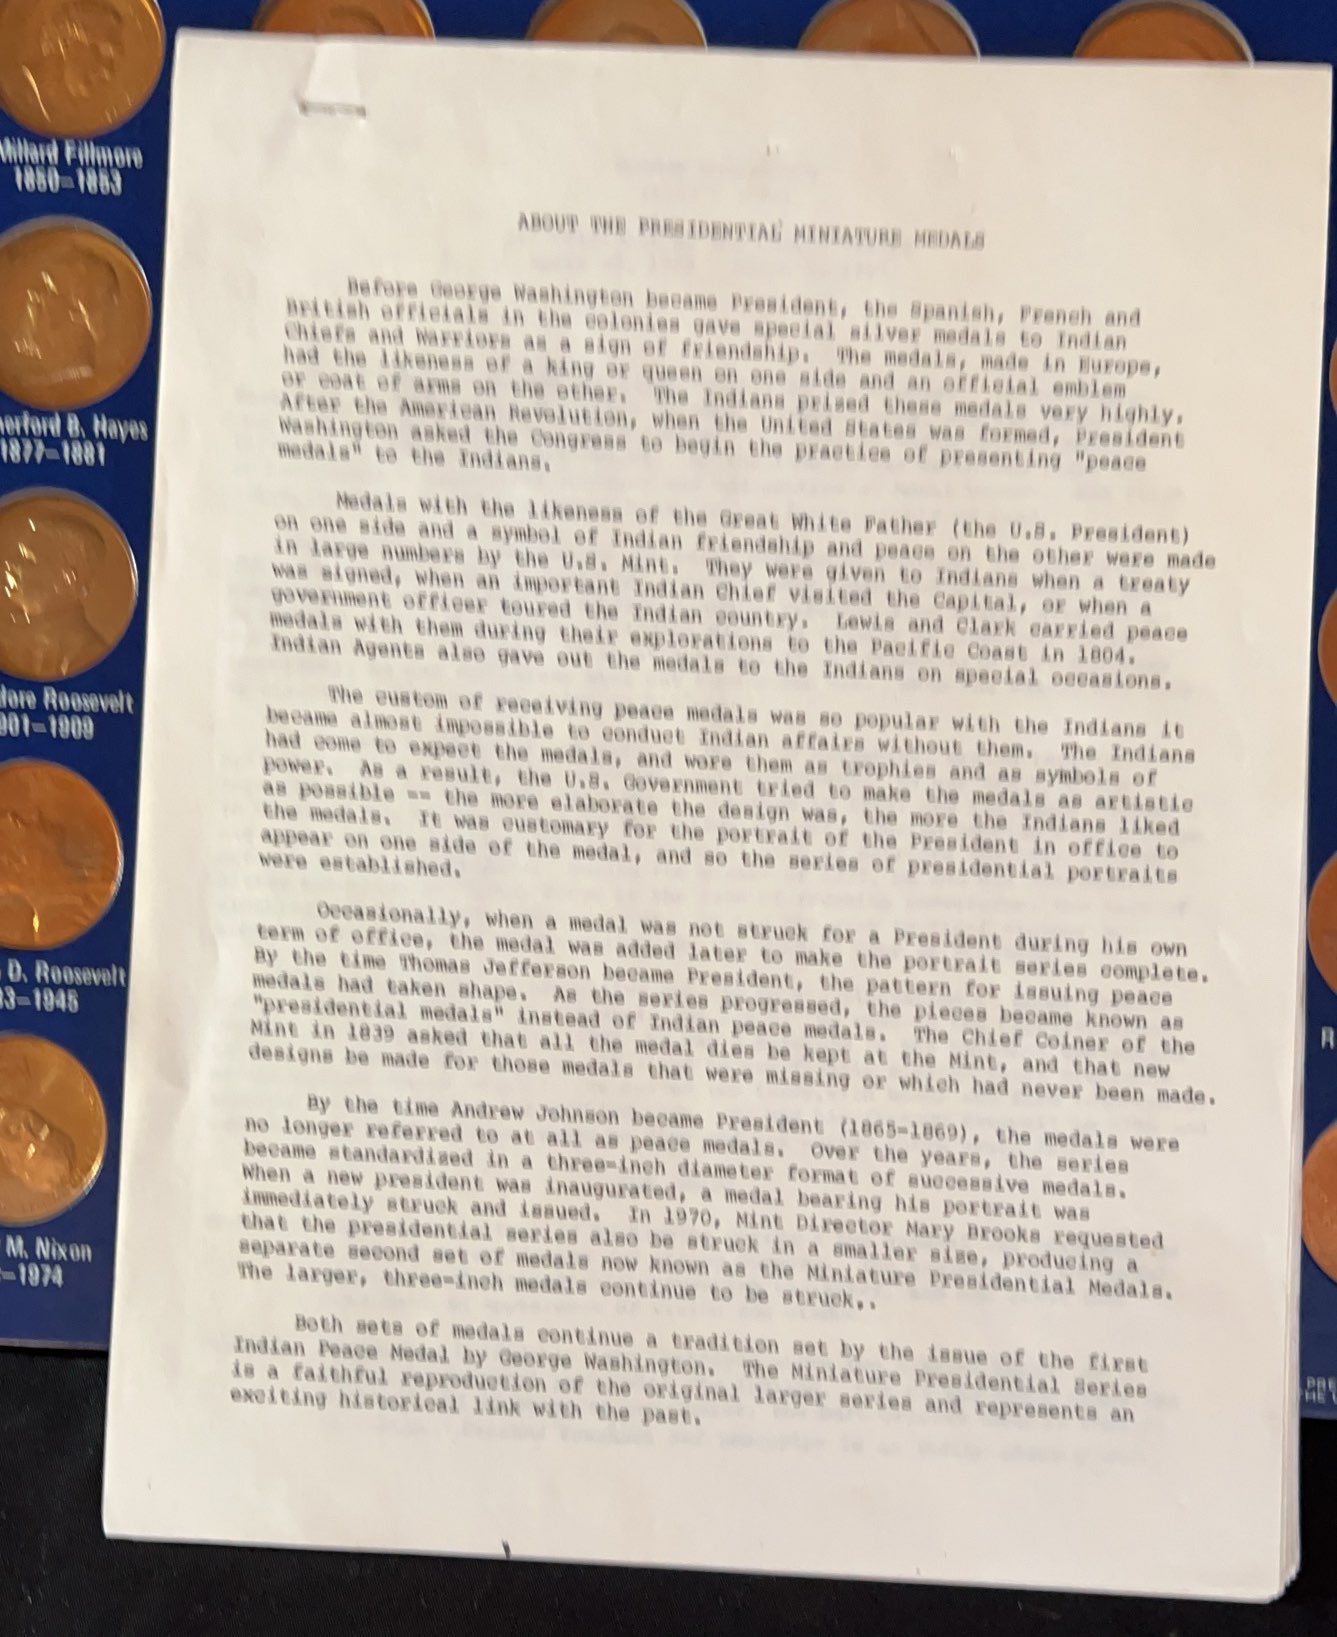 Millard Fillmore
1850-1853
erford B. Hayes
1877-1881
dore Roosevelt
901-1909
D. Roosevelt
33-1945
M. Nixon
-1974
ABOUT THE PRESIDENTIAL MINIATURE MEDALS
Before George Washington became President, the Spanish, French and
British officials in the colonies gave special silver medals to Indian
Chiefs and Warriors as a sign of friendship. The medals, made in Europe,
had the likeness of a king or queen on one side and an official emblem
or coat of arms on the other. The Indians prized these medals very highly.
After the American Revolution, when the United States was formed, President
Washington asked the Congress to begin the practice of presenting "peace
medals" to the Indians.
Medals with the likeness of the Great White Father (the U.S. President)
on one side and a symbol of Indian friendship and peace on the other were made
in large numbers by the U.S. Mint. They were given to Indians when a treaty
was signed, when an important Indian Chief visited the Capital, or when a
government officer toured the Indian country. Lewis and Clark carried peace
medals with them during their explorations to the Pacific Coast in 1804.
Indian Agents also gave out the medals to the Indians on special occasions.
The custom of receiving peace medals was so popular with the Indians it
became almost impossible to conduct Indian affairs without them. The Indians
had come to expect the medals, and wore them as trophies and as symbols of
power. As a result, the U.S. Government tried to make the medals as artistic
as possible -- the more elaborate the design was, the more the Indians liked
the medals. It was customary for the portrait of the President in office to
appear on one side of the medal, and so the series of presidential portraits
were established.
Occasionally, when a medal was not struck for a President during his own
term of office, the medal was added later to make the portrait series complete.
By the time Thomas Jefferson became President, the pattern for issuing peace
medals had taken shape. As the series progressed, the pieces became known as
"presidential medals" instead of Indian peace medals. The Chief Coiner of the
Mint in 1839 asked that all the medal dies be kept at the Mint, and that new
designs be made for those medals that were missing or which had never been made.
By the time Andrew Johnson became President (1865-1869), the medals were
no longer referred to at all as peace medals. Over the years, the series
became standardized in a three-inch diameter format of successive medals.
When a new president was inaugurated, a medal bearing his portrait was
immediately struck and issued. In 1970, Mint Director Mary Brooks requested
that the presidential series also be struck in a smaller size, producing a
separate second set of medals now known as the Miniature Presidential Medals.
The larger, three-inch medals continue to be struck..
Both sets of medals continue a tradition set by the issue of the first
Indian Peace Medal by George Washington. The Miniature Presidential Series
is a faithful reproduction of the original larger series and represents an
exciting historical link with the past.
R
PRE